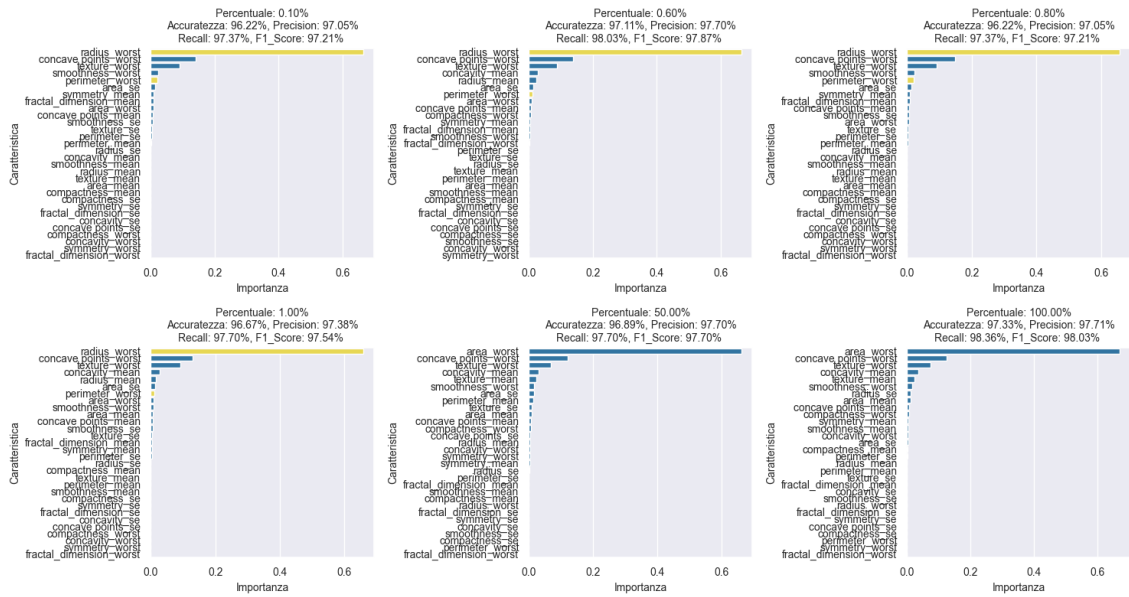 Percentuale: 0.10%
Accuratezza: 96.22%, Precision: 97.05%
Recall: 97.37%, F1_Score: 97.21%
radius_worst
concave points_worst
texture_worst
smoothness_worst
perimeter_worst
area_se
symmetry_mean
fractal_dimension_mean
area_worst
concave points_mean
smoothness_se
texture_se
perimeter_se
perimeter_mean
radius_se
concavity_mean
smoothness_mean
radius_mean
texture_mean
area_mean
compactness_mean
compactness_se
symmetry_se
fractal_dimension_se
concavity_se
concave points_se
compactness_worst
concavity_worst
symmetry_worst
fractal_dimension_worst
Caratteristica
0.0 0.2 0.4 0.6
Importanza
Percentuale: 0.60%
Accuratezza: 97.11%, Precision: 97.70%
Recall: 98.03%, F1_Score: 97.87%
radius_worst
concave points_worst
texture_worst
concavity_mean
radius_mean
area_se
perimeter_worst
area_worst
concave points_mean
compactness_worst
symmetry_mean
fractal_dimension_mean
smoothness_worst
fractal_dimension_worst
perimeter_se
texture_se
radius_se
texture_mean
perimeter_mean
area_mean
smoothness_mean
compactness_mean
symmetry_se
fractal_dimension_se
concavity_se
concave points_se
compactness_se
smoothness_se
concavity_worst
symmetry_worst
Caratteristica
0.0 0.2 0.4 0.6
Importanza
Percentuale: 0.80%
Accuratezza: 96.22%, Precision: 97.05%
Recall: 97.37%, F1_Score: 97.21%
radius_worst
concave points_worst
texture_worst
smoothness_worst
perimeter_worst
area_se
symmetry_mean
fractal_dimension_mean
concave points_mean
smoothness_se
area_worst
texture_se
perimeter_se
perimeter_mean
radius_se
concavity_mean
smoothness_mean
radius_mean
texture_mean
area_mean
compactness_mean
compactness_se
symmetry_se
fractal_dimension_se
concavity_se
concave points_se
compactness_worst
concavity_worst
symmetry_worst
fractal_dimension_worst
Caratteristica
0.0 0.2 0.4 0.6
Importanza
Percentuale: 1.00%
Accuratezza: 96.67%, Precision: 97.38%
Recall: 97.70%, F1_Score: 97.54%
radius_worst
concave points_worst
texture_worst
concavity_mean
radius_mean
area_se
perimeter_worst
area_worst
smoothness_worst
area_mean
concave points_mean
smoothness_se
texture_se
fractal_dimension_mean
symmetry_mean
perimeter_se
radius_se
compactness_mean
texture_mean
perimeter_mean
smoothness_mean
compactness_se
symmetry_se
fractal_dimension_se
concavity_se
concave points_se
compactness_worst
concavity_worst
symmetry_worst
fractal_dimension_worst
Caratteristica
0.0 0.2 0.4 0.6
Importanza
Percentuale: 50.00%
Accuratezza: 96.89%, Precision: 97.70%
Recall: 97.70%, F1_Score: 97.70%
area_worst
concave points_worst
texture_worst
concavity_mean
texture_mean
smoothness_worst
area_se
perimeter_mean
texture_se
area_mean
concave points_mean
compactness_worst
concave points_se
radius_mean
concavity_worst
symmetry_worst
symmetry_mean
radius_se
perimeter_se
fractal_dimension_mean
smoothness_mean
compactness_mean
radius_worst
fractal_dimension_se
symmetry_se
concavity_se
smoothness_se
compactness_se
perimeter_worst
fractal_dimension_worst
Caratteristica
0.0 0.2 0.4 0.6
Importanza
Percentuale: 100.00%
Accuratezza: 97.33%, Precision: 97.71%
Recall: 98.36%, F1_Score: 98.03%
area_worst
concave points_worst
texture_worst
concavity_mean
texture_mean
smoothness_worst
radius_se
area_mean
concave points_mean
compactness_worst
symmetry_mean
smoothness_mean
concavity_worst
area_se
compactness_mean
symmetry_worst
radius_mean
perimeter_mean
texture_se
fractal_dimension_mean
concavity_se
smoothness_se
radius_worst
fractal_dimension_se
symmetry_se
concave points_se
compactness_se
perimeter_worst
perimeter_se
fractal_dimension_worst
Caratteristica
0.0 0.2 0.4 0.6
Importanza